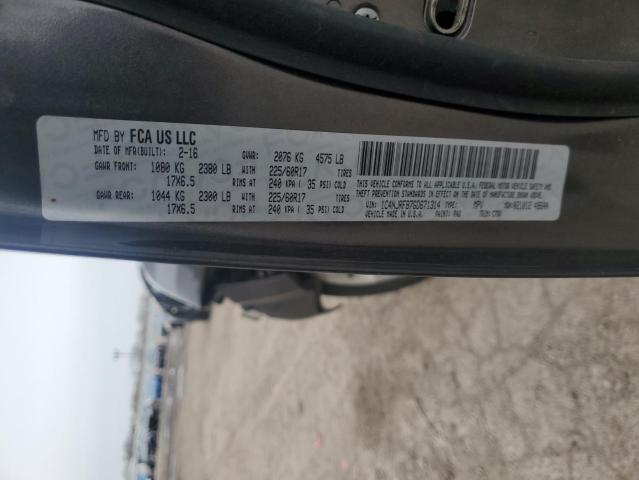 MFD BY FCA US LLC
DATE OF MFR(BUILT): 2-16 GVWR: 2076 KG 4575 LB
GAWR FRONT: 1080 KG 2380 LB WITH 225/60R17 TIRES
17X6.5 RIMS AT 240 KPA ( 35 PSI) COLD
GAWR REAR: 1044 KG 2300 LB WITH 225/60R17 TIRES
17X6.5 RIMS AT 240 KPA ( 35 PSI) COLD
THIS VEHICLE CONFORMS TO ALL APPLICABLE U.S.A. FEDERAL MOTOR VEHICLE SAFETY AND
THEFT PREVENTION STANDARDS IN EFFECT ON THE DATE OF MANUFACTURE SHOWN ABOVE.
VIN: 1C4NJRFB7GD671314 TYPE: MPV
VEHICLE MADE IN U.S.A. PAINT: PAU TRIM: